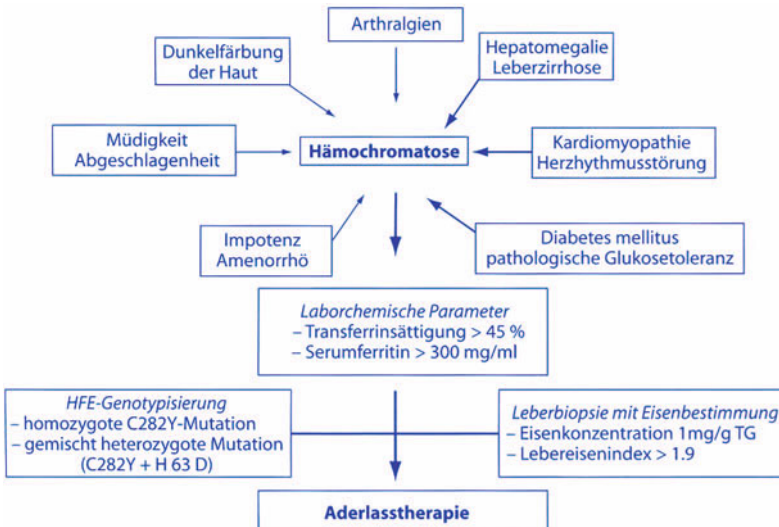 Arthralgien
Dunkelfärbung
der Haut
Hepatomegalie
Leberzirrhose
Müdigkeit
Abgeschlagenheit
Hämochromatose
Kardiomyopathie
Herzhythmusstörung
Impotenz
Amenorrhö
Diabetes mellitus
pathologische Glukosetoleranz
Laborchemische Parameter
– Transferrinsättigung > 45 %
– Serumferritin > 300 mg/ml
HFE-Genotypisierung
– homozygote C282Y-Mutation
– gemischt heterozygote Mutation
(C282Y + H 63 D)
Leberbiopsie mit Eisenbestimmung
– Eisenkonzentration 1mg/g TG
– Lebereisenindex > 1.9
Aderlasstherapie